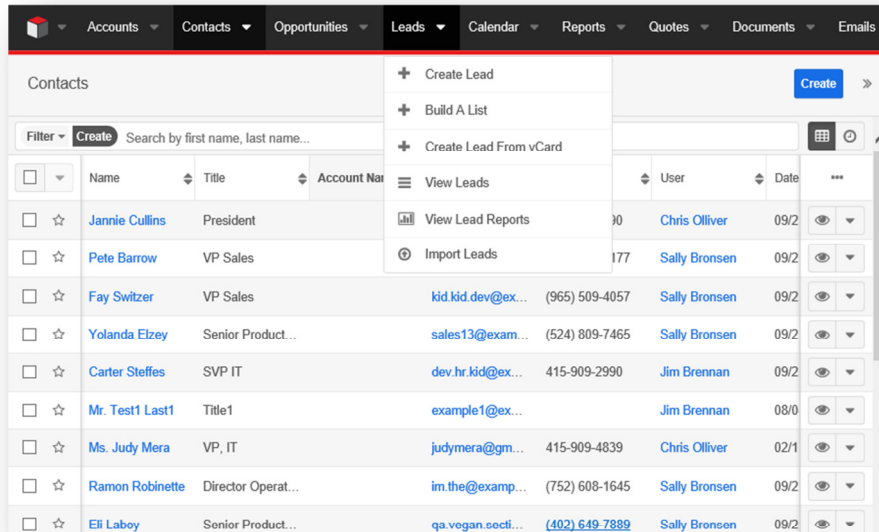 Accounts Contacts Opportunities Leads Calendar Reports Quotes Documents Emails
Contacts
Create
Create Lead
Build A List
Create Lead From vCard
View Leads
View Lead Reports
Import Leads
Filter Create Search by first name, last name...
Name Title Account Nar User Date
Jannie Cullins President 90 Chris Olliver 09/2
Pete Barrow VP Sales 177 Sally Bronsen 09/2
Fay Switzer VP Sales kid.kid.dev@ex... (965) 509-4057 Sally Bronsen 09/2
Yolanda Elzey Senior Product... sales13@exam... (524) 809-7465 Sally Bronsen 09/2
Carter Steffes SVP IT dev.hr.kid@ex... 415-909-2990 Jim Brennan 09/2
Mr. Test1 Last1 Title1 example1@ex... Jim Brennan 08/0
Ms. Judy Mera VP, IT judymera@gm... 415-909-4839 Chris Olliver 02/1
Ramon Robinette Director Operat... im.the@examp... (752) 608-1645 Sally Bronsen 09/2
Eli Laboy Senior Product... qa.vegan.secti... (402) 649-7889 Sally Bronsen 09/2